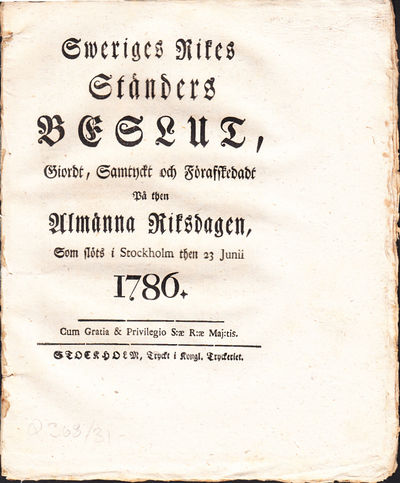 Sweriges Rikes
Ständers
BESLUT,
Giordt, Samtyckt och Förafskedadt
På then
Almänna Riksdagen,
Som slöts i Stockholm then 23 Junii
1786.
Cum Gratia & Privilegio S:æ R:æ Maj:tis.
STOCKHOLM, Tryckt i Kongl. Tryckeriet.